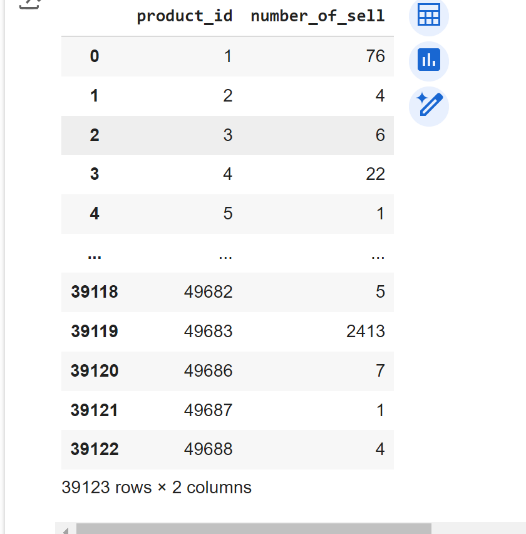 product_id number_of_sell
0 1 76
1 2 4
2 3 6
3 4 22
4 5 1
... ... ...
39118 49682 5
39119 49683 2413
39120 49686 7
39121 49687 1
39122 49688 4
39123 rows × 2 columns